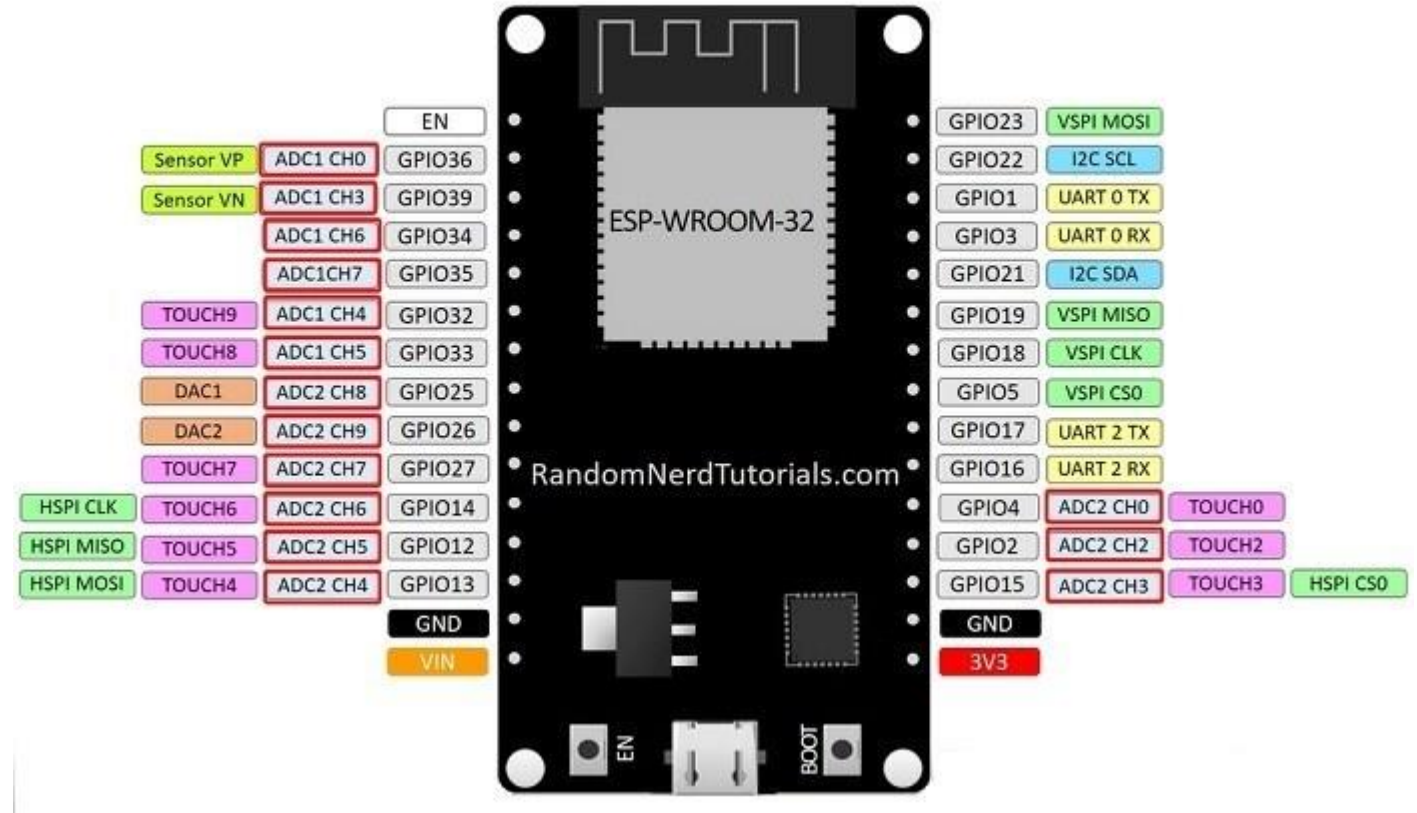 EN GPIO23 VSPI MOSI
Sensor VP ADC1 CH0 GPIO36 GPIO22 I2C SCL
Sensor VN ADC1 CH3 GPIO39 GPIO1 UART 0 TX
ADC1 CH6 GPIO34 ESP-WROOM-32 GPIO3 UART 0 RX
ADC1CH7 GPIO35 GPIO21 I2C SDA
TOUCH9 ADC1 CH4 GPIO32 GPIO19 VSPI MISO
TOUCH8 ADC1 CH5 GPIO33 GPIO18 VSPI CLK
DAC1 ADC2 CH8 GPIO25 GPIO5 VSPI CS0
DAC2 ADC2 CH9 GPIO26 GPIO17 UART 2 TX
TOUCH7 ADC2 CH7 GPIO27 RandomNerdTutorials.com GPIO16 UART 2 RX
HSPI CLK TOUCH6 ADC2 CH6 GPIO14 GPIO4 ADC2 CH0 TOUCH0
HSPI MISO TOUCH5 ADC2 CH5 GPIO12 GPIO2 ADC2 CH2 TOUCH2
HSPI MOSI TOUCH4 ADC2 CH4 GPIO13 GPIO15 ADC2 CH3 TOUCH3 HSPI CS0
GND GND
VIN 3V3
EN BOOT